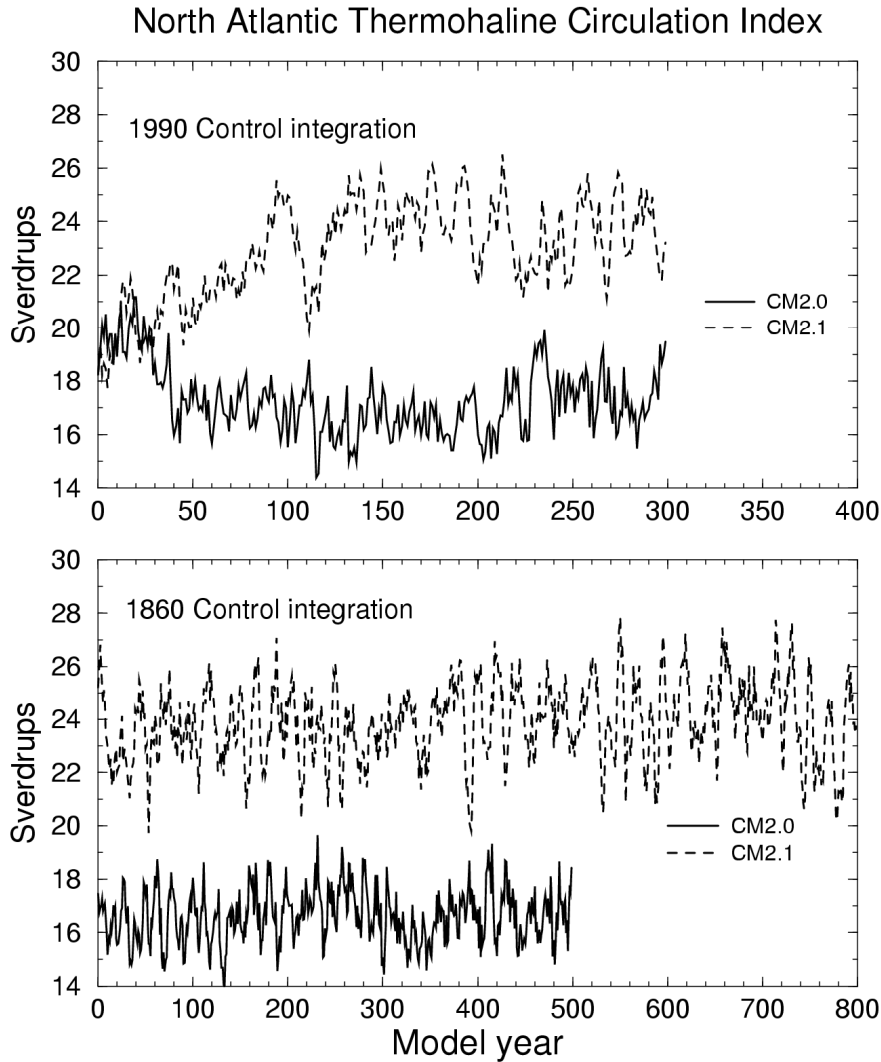 North Atlantic Thermohaline Circulation Index
30
28
1990 Control integration
26
24
Sverdrups
22
CM2.0
20
CM2.1
18
16
14
0 50 100 150 200 250 300 350 400
30
1860 Control integration
28
26
24
Sverdrups
22
20
CM2.0
CM2.1
18
16
14
0 100 200 300 400 500 600 700 800
Model year